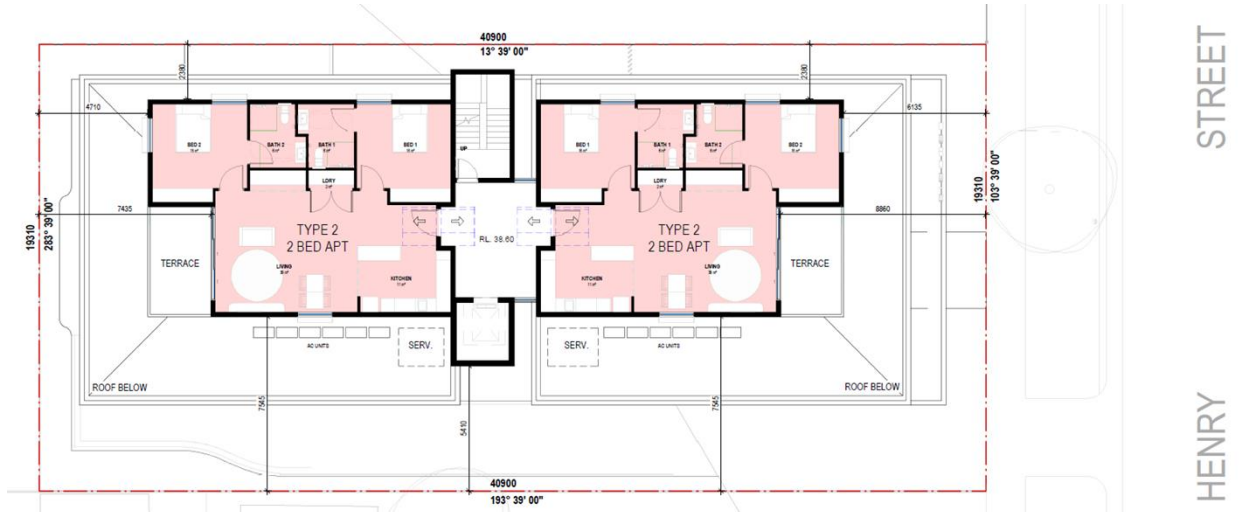 40900
13° 39' 00"
2380
2380
4710
6135
BED 2
BATH 2
BATH 1
BED 1
UP
BED 1
BATH 1
BATH 2
BED 2
LDRY
LDRY
7435
8860
19310
283° 39' 00"
19310
103° 39' 00"
TYPE 2
2 BED APT
TYPE 2
2 BED APT
RL. 38.60
TERRACE
LIVING
KITCHEN
KITCHEN
LIVING
TERRACE
AC UNITS
SERV.
SERV.
AC UNITS
ROOF BELOW
ROOF BELOW
7545
5410
7545
40900
193° 39' 00"
HENRY STREET